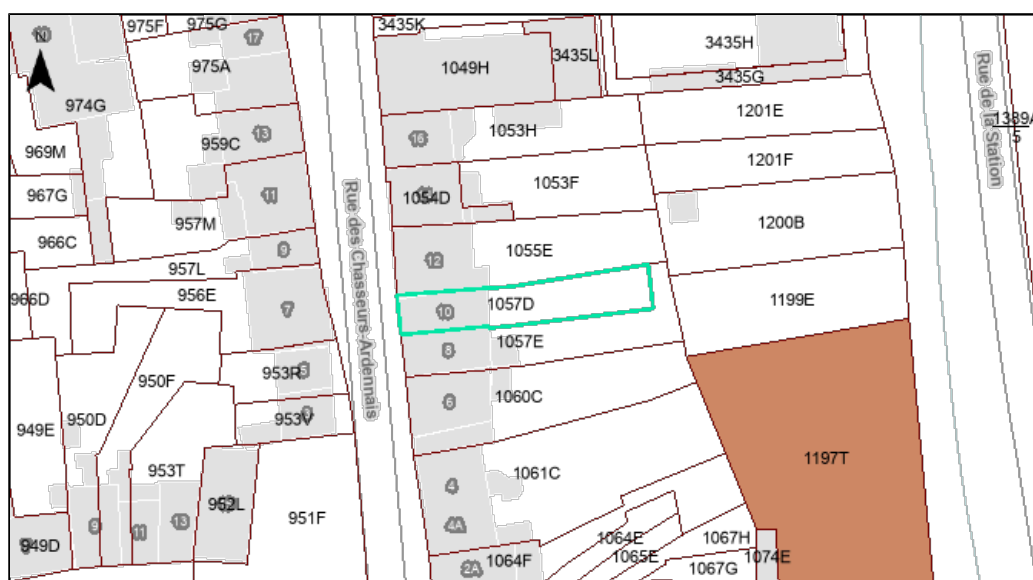 975F
975G
3435K
N
17
3435H
3435L
975A
1049H
3435G
974G
1201E
Rue de la Station
1389A
5
13
16
1053H
959C
969M
1201F
1053F
967G
11
1054D
957M
1200B
966C
9
12
1055E
957L
956E
966D
1199E
7
10
1057D
Rue des Chasseurs Ardennais
8
1057E
953R
5
950F
1060C
6
950D
953V
949E
1197T
953T
1061C
4
952L
951F
9
11
13
4A
1064E
1067H
949D
1065E
1074E
1064F
1067G
2A